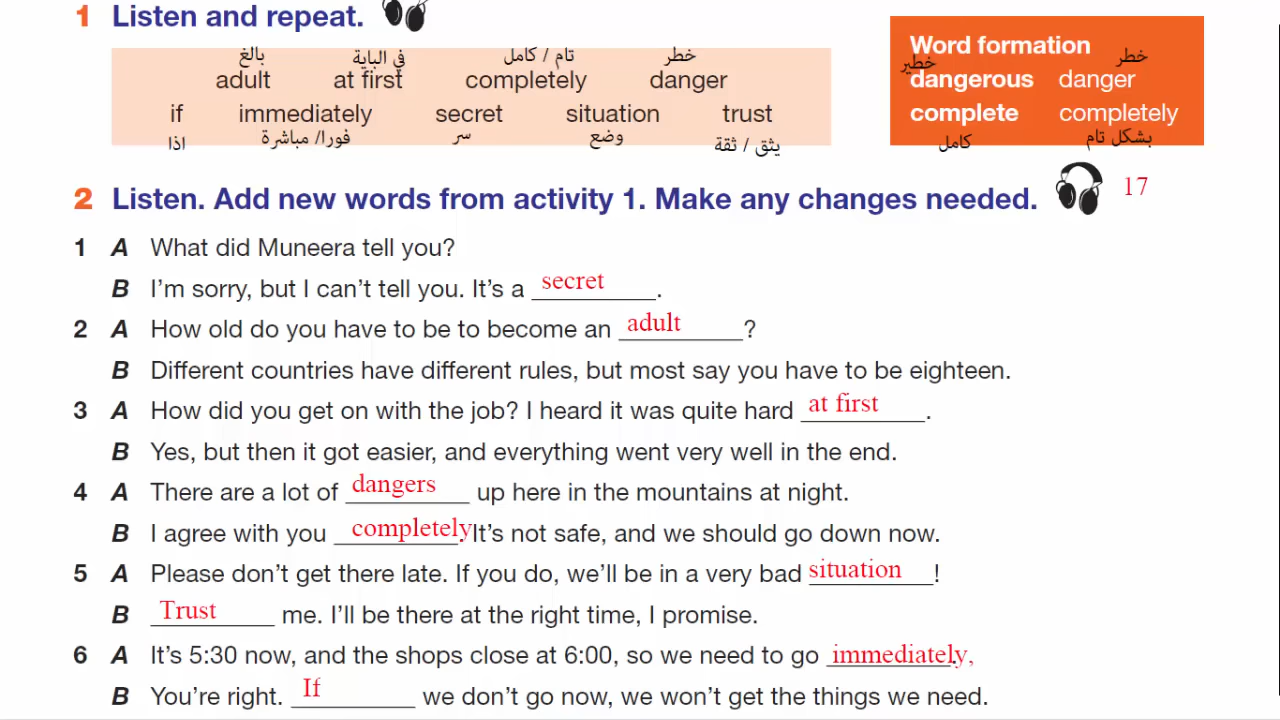 1 Listen and repeat.
بالغ في الباية تام / كامل خطر
adult at first completely danger
if immediately secret situation trust
اذا فورا/ مباشرة سر وضع يثق / ثقة
Word formation
خطير خطر
dangerous danger
complete completely
كامل بشكل تام
2 Listen. Add new words from activity 1. Make any changes needed. 17
1 A What did Muneera tell you?
B I'm sorry, but I can't tell you. It's a secret.
2 A How old do you have to be to become an adult?
B Different countries have different rules, but most say you have to be eighteen.
3 A How did you get on with the job? I heard it was quite hard at first.
B Yes, but then it got easier, and everything went very well in the end.
4 A There are a lot of dangers up here in the mountains at night.
B I agree with you completely. It's not safe, and we should go down now.
5 A Please don't get there late. If you do, we'll be in a very bad situation!
B Trust me. I'll be there at the right time, I promise.
6 A It's 5:30 now, and the shops close at 6:00, so we need to go immediately,.
B You're right. If we don't go now, we won't get the things we need.